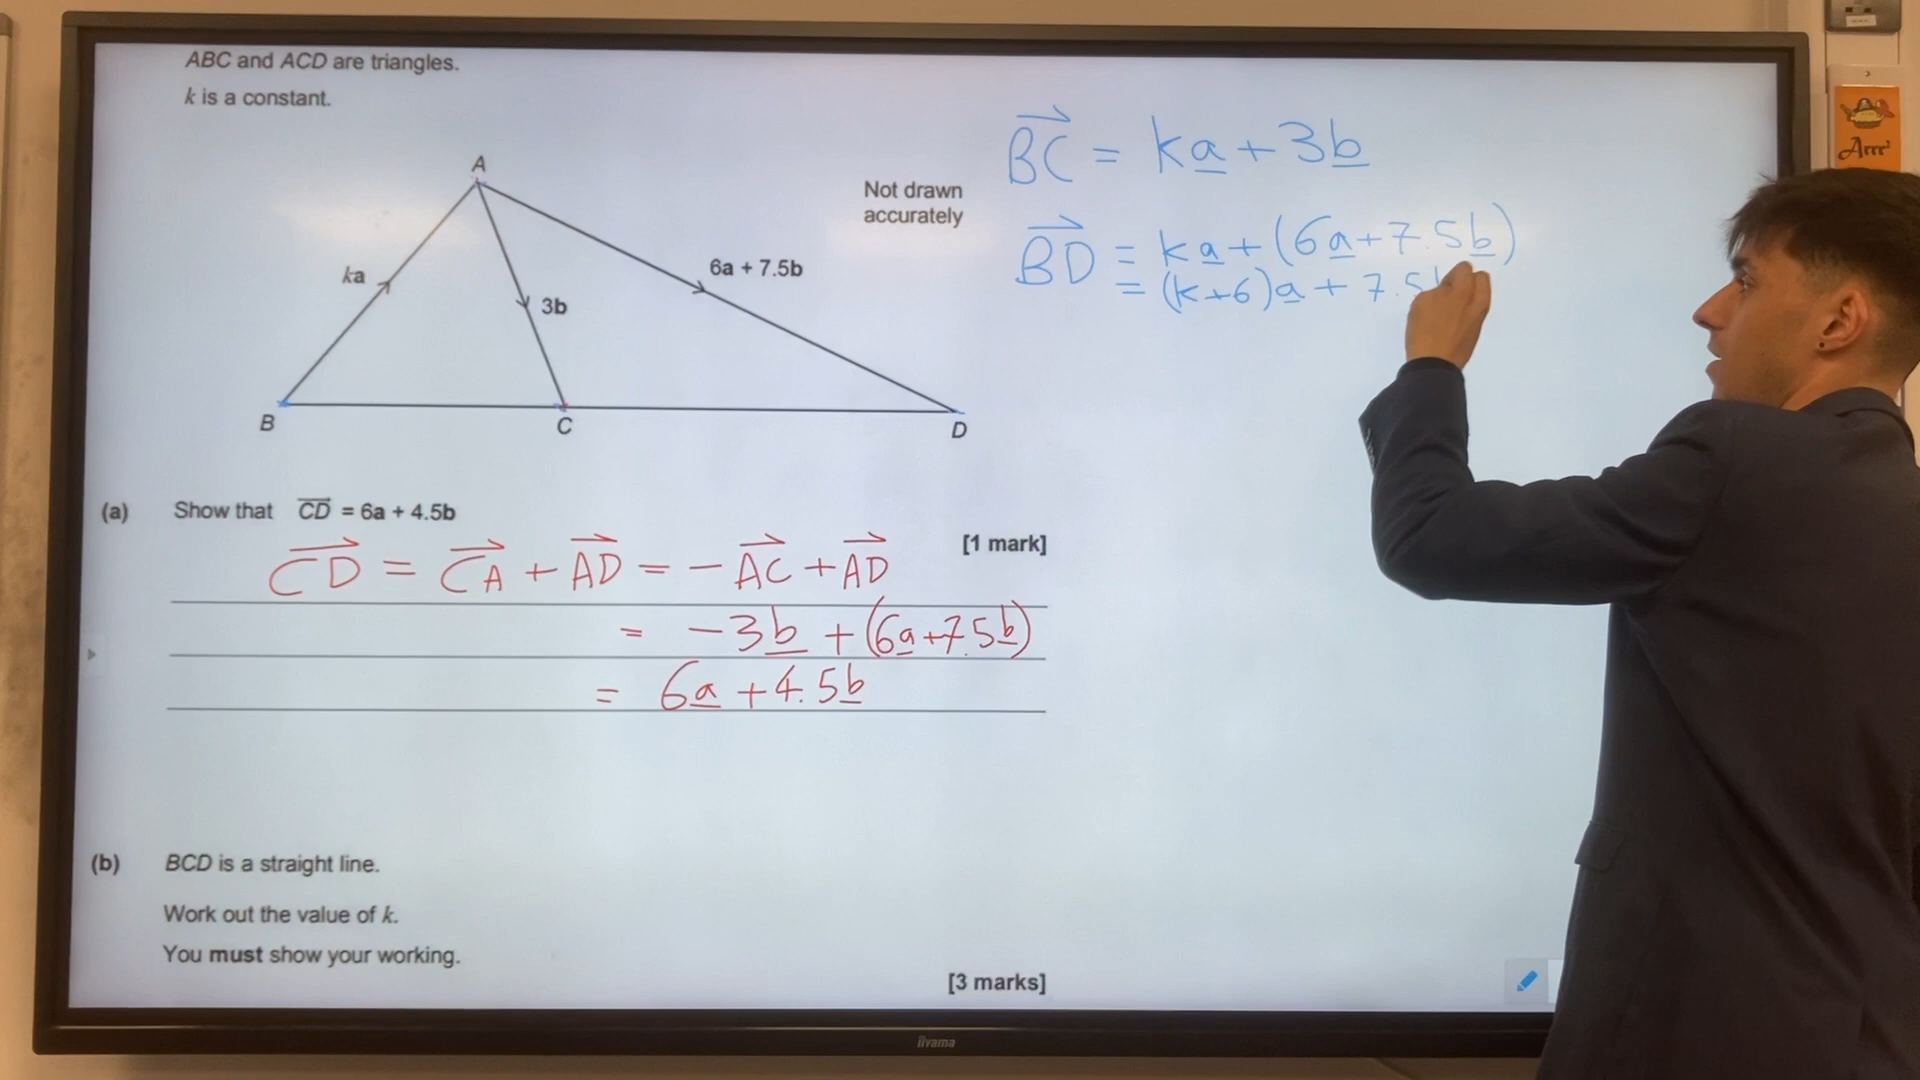 ABC and ACD are triangles.
k is a constant.
A
Not drawn
accurately
ka
3b
6a + 7.5b
B
C
D
(a) Show that CD = 6a + 4.5b
[1 mark]
CD = CA + AD = - AC + AD
= -3b + (6a+7.5b)
= 6a + 4.5b
(b) BCD is a straight line.
Work out the value of k.
You must show your working.
[3 marks]
BC = ka + 3b
BD = ka + (6a+7.5b)
= (k+6)a + 7.5
Arrr²
iiyama